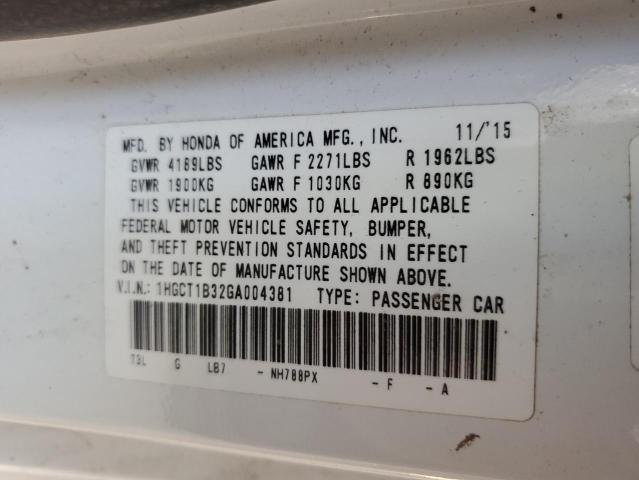 MFD. BY HONDA OF AMERICA MFG., INC. 11/'15
GVWR 4189LBS GAWR F 2271LBS R 1962LBS
GVWR 1900KG GAWR F 1030KG R 890KG
THIS VEHICLE CONFORMS TO ALL APPLICABLE
FEDERAL MOTOR VEHICLE SAFETY, BUMPER,
AND THEFT PREVENTION STANDARDS IN EFFECT
ON THE DATE OF MANUFACTURE SHOWN ABOVE.
V.I.N.: 1HGCT1B32GA004381 TYPE: PASSENGER CAR
T3L G LB7 - NH788PX - F - A